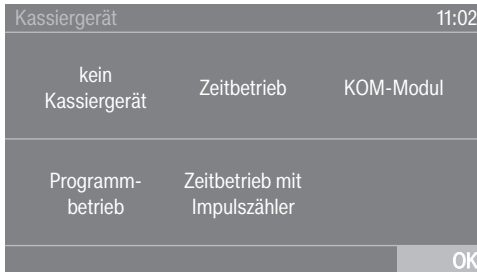 Kassiergerät 11:02
kein
Kassiergerät
Zeitbetrieb
KOM-Modul
Programm-
betrieb
Zeitbetrieb mit
Impulszähler
OK